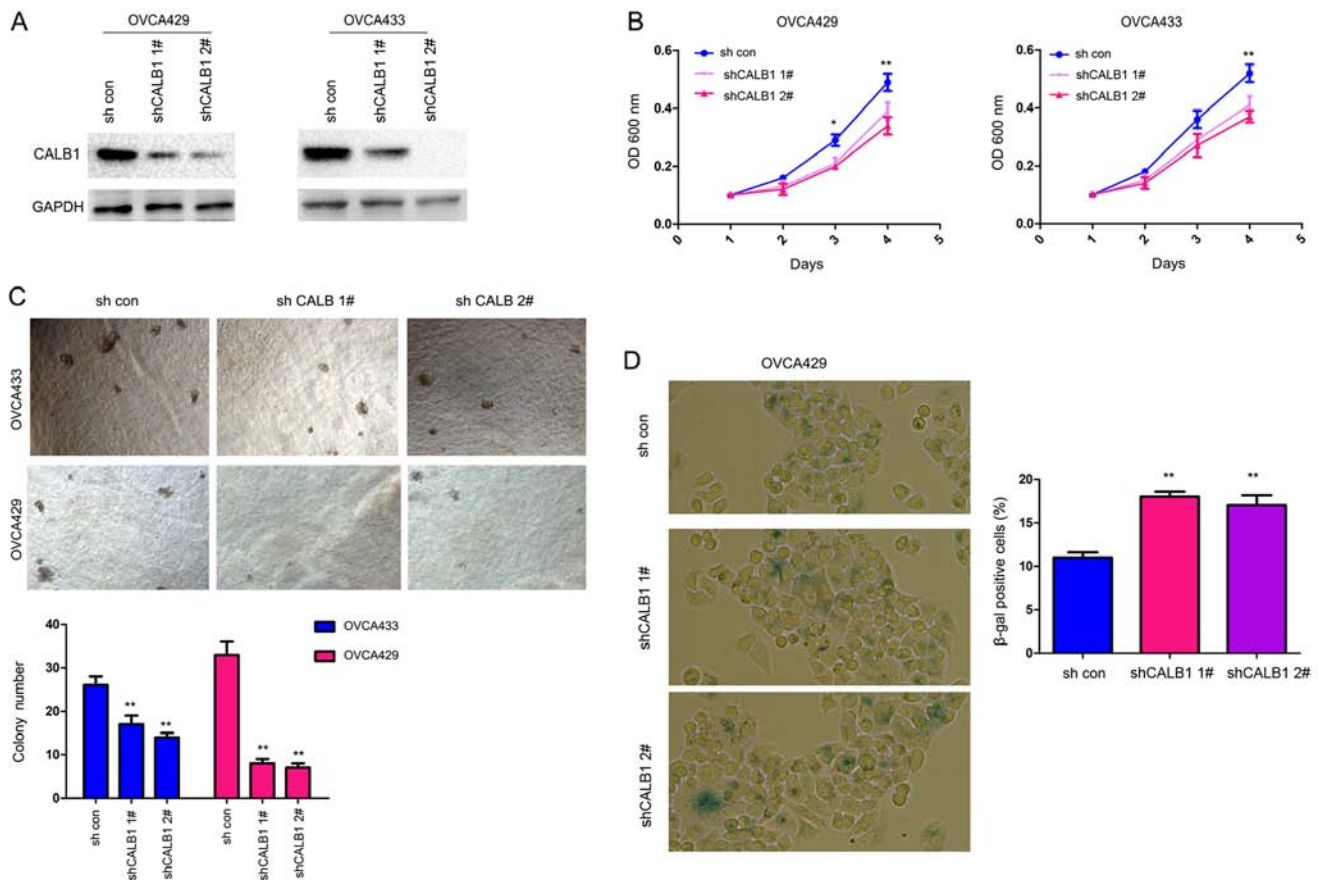 A
OVCA429
OVCA433
sh con
shCALB1 1#
shCALB1 2#
sh con
shCALB1 1#
shCALB1 2#
CALB1
GAPDH
B
OVCA429
0.6
0.4
0.2
0.0
OD 600 nm
sh con
shCALB1 1#
shCALB1 2#
*
**
0 1 2 3 4 5
Days
OVCA433
0.6
0.4
0.2
0.0
OD 600 nm
sh con
shCALB1 1#
shCALB1 2#
**
0 1 2 3 4 5
Days
C
sh con
sh CALB 1#
sh CALB 2#
OVCA433
OVCA429
40
30
20
10
0
Colony number
OVCA433
OVCA429
** **
** **
sh con
shCALB1 1#
shCALB1 2#
sh con
shCALB1 1#
shCALB1 2#
D
OVCA429
sh con
shCALB1 1#
shCALB1 2#
20
15
10
5
0
β-gal positive cells (%)
** **
sh con
shCALB1 1#
shCALB1 2#